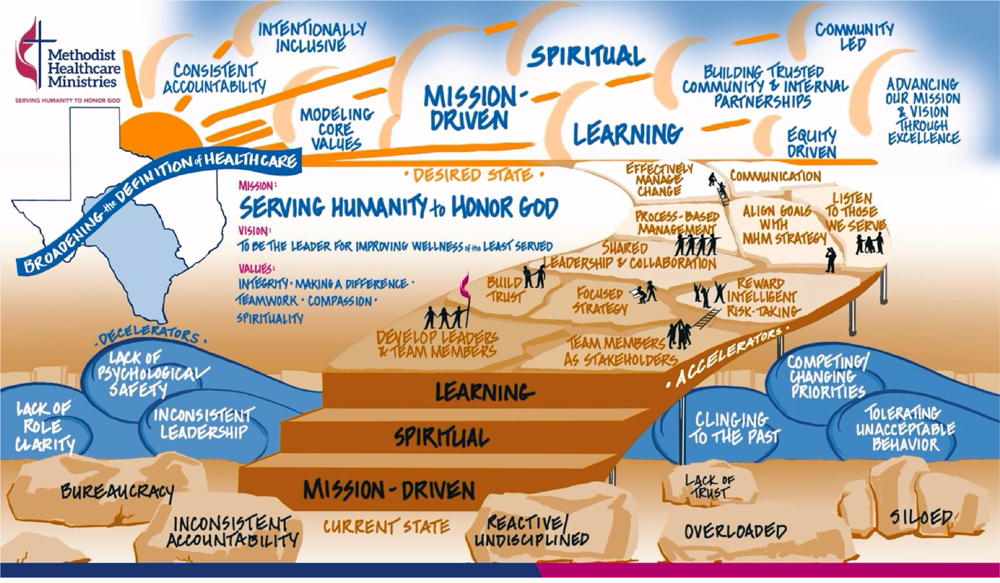 Methodist
Healthcare
Ministries
SERVING HUMANITY TO HONOR GOD
INTENTIONALLY
INCLUSIVE
CONSISTENT
ACCOUNTABILITY
MODELING
CORE
VALUES
MISSION-
DRIVEN
SPIRITUAL
LEARNING
BUILDING TRUSTED
COMMUNITY & INTERNAL
PARTNERSHIPS
COMMUNITY
LED
EQUITY
DRIVEN
ADVANCING
OUR MISSION
& VISION
THROUGH
EXCELLENCE
BROADENING the DEFINITION of HEALTHCARE
• DESIRED STATE •
MISSION:
SERVING HUMANITY to HONOR GOD
VISION:
TO BE THE LEADER FOR IMPROVING WELLNESS of the LEAST SERVED
VALUES:
INTEGRITY • MAKING A DIFFERENCE •
TEAMWORK • COMPASSION •
SPIRITUALITY
EFFECTIVELY
MANAGE
CHANGE
COMMUNICATION
LISTEN
TO THOSE
WE SERVE
PROCESS-BASED
MANAGEMENT
ALIGN GOALS
WITH
MHM STRATEGY
SHARED
LEADERSHIP & COLLABORATION
BUILD
TRUST
FOCUSED
STRATEGY
REWARD
INTELLIGENT
RISK-TAKING
DEVELOP LEADERS
& TEAM MEMBERS
TEAM MEMBERS
AS STAKEHOLDERS
• ACCELERATORS •
• DECELERATORS •
LACK OF
PSYCHOLOGICAL
SAFETY
LACK OF
ROLE
CLARITY
INCONSISTENT
LEADERSHIP
LEARNING
SPIRITUAL
MISSION-DRIVEN
CURRENT STATE
COMPETING/
CHANGING
PRIORITIES
CLINGING
TO THE PAST
TOLERATING
UNACCEPTABLE
BEHAVIOR
BUREAUCRACY
INCONSISTENT
ACCOUNTABILITY
REACTIVE/
UNDISCIPLINED
LACK OF
TRUST
OVERLOADED
SILOED